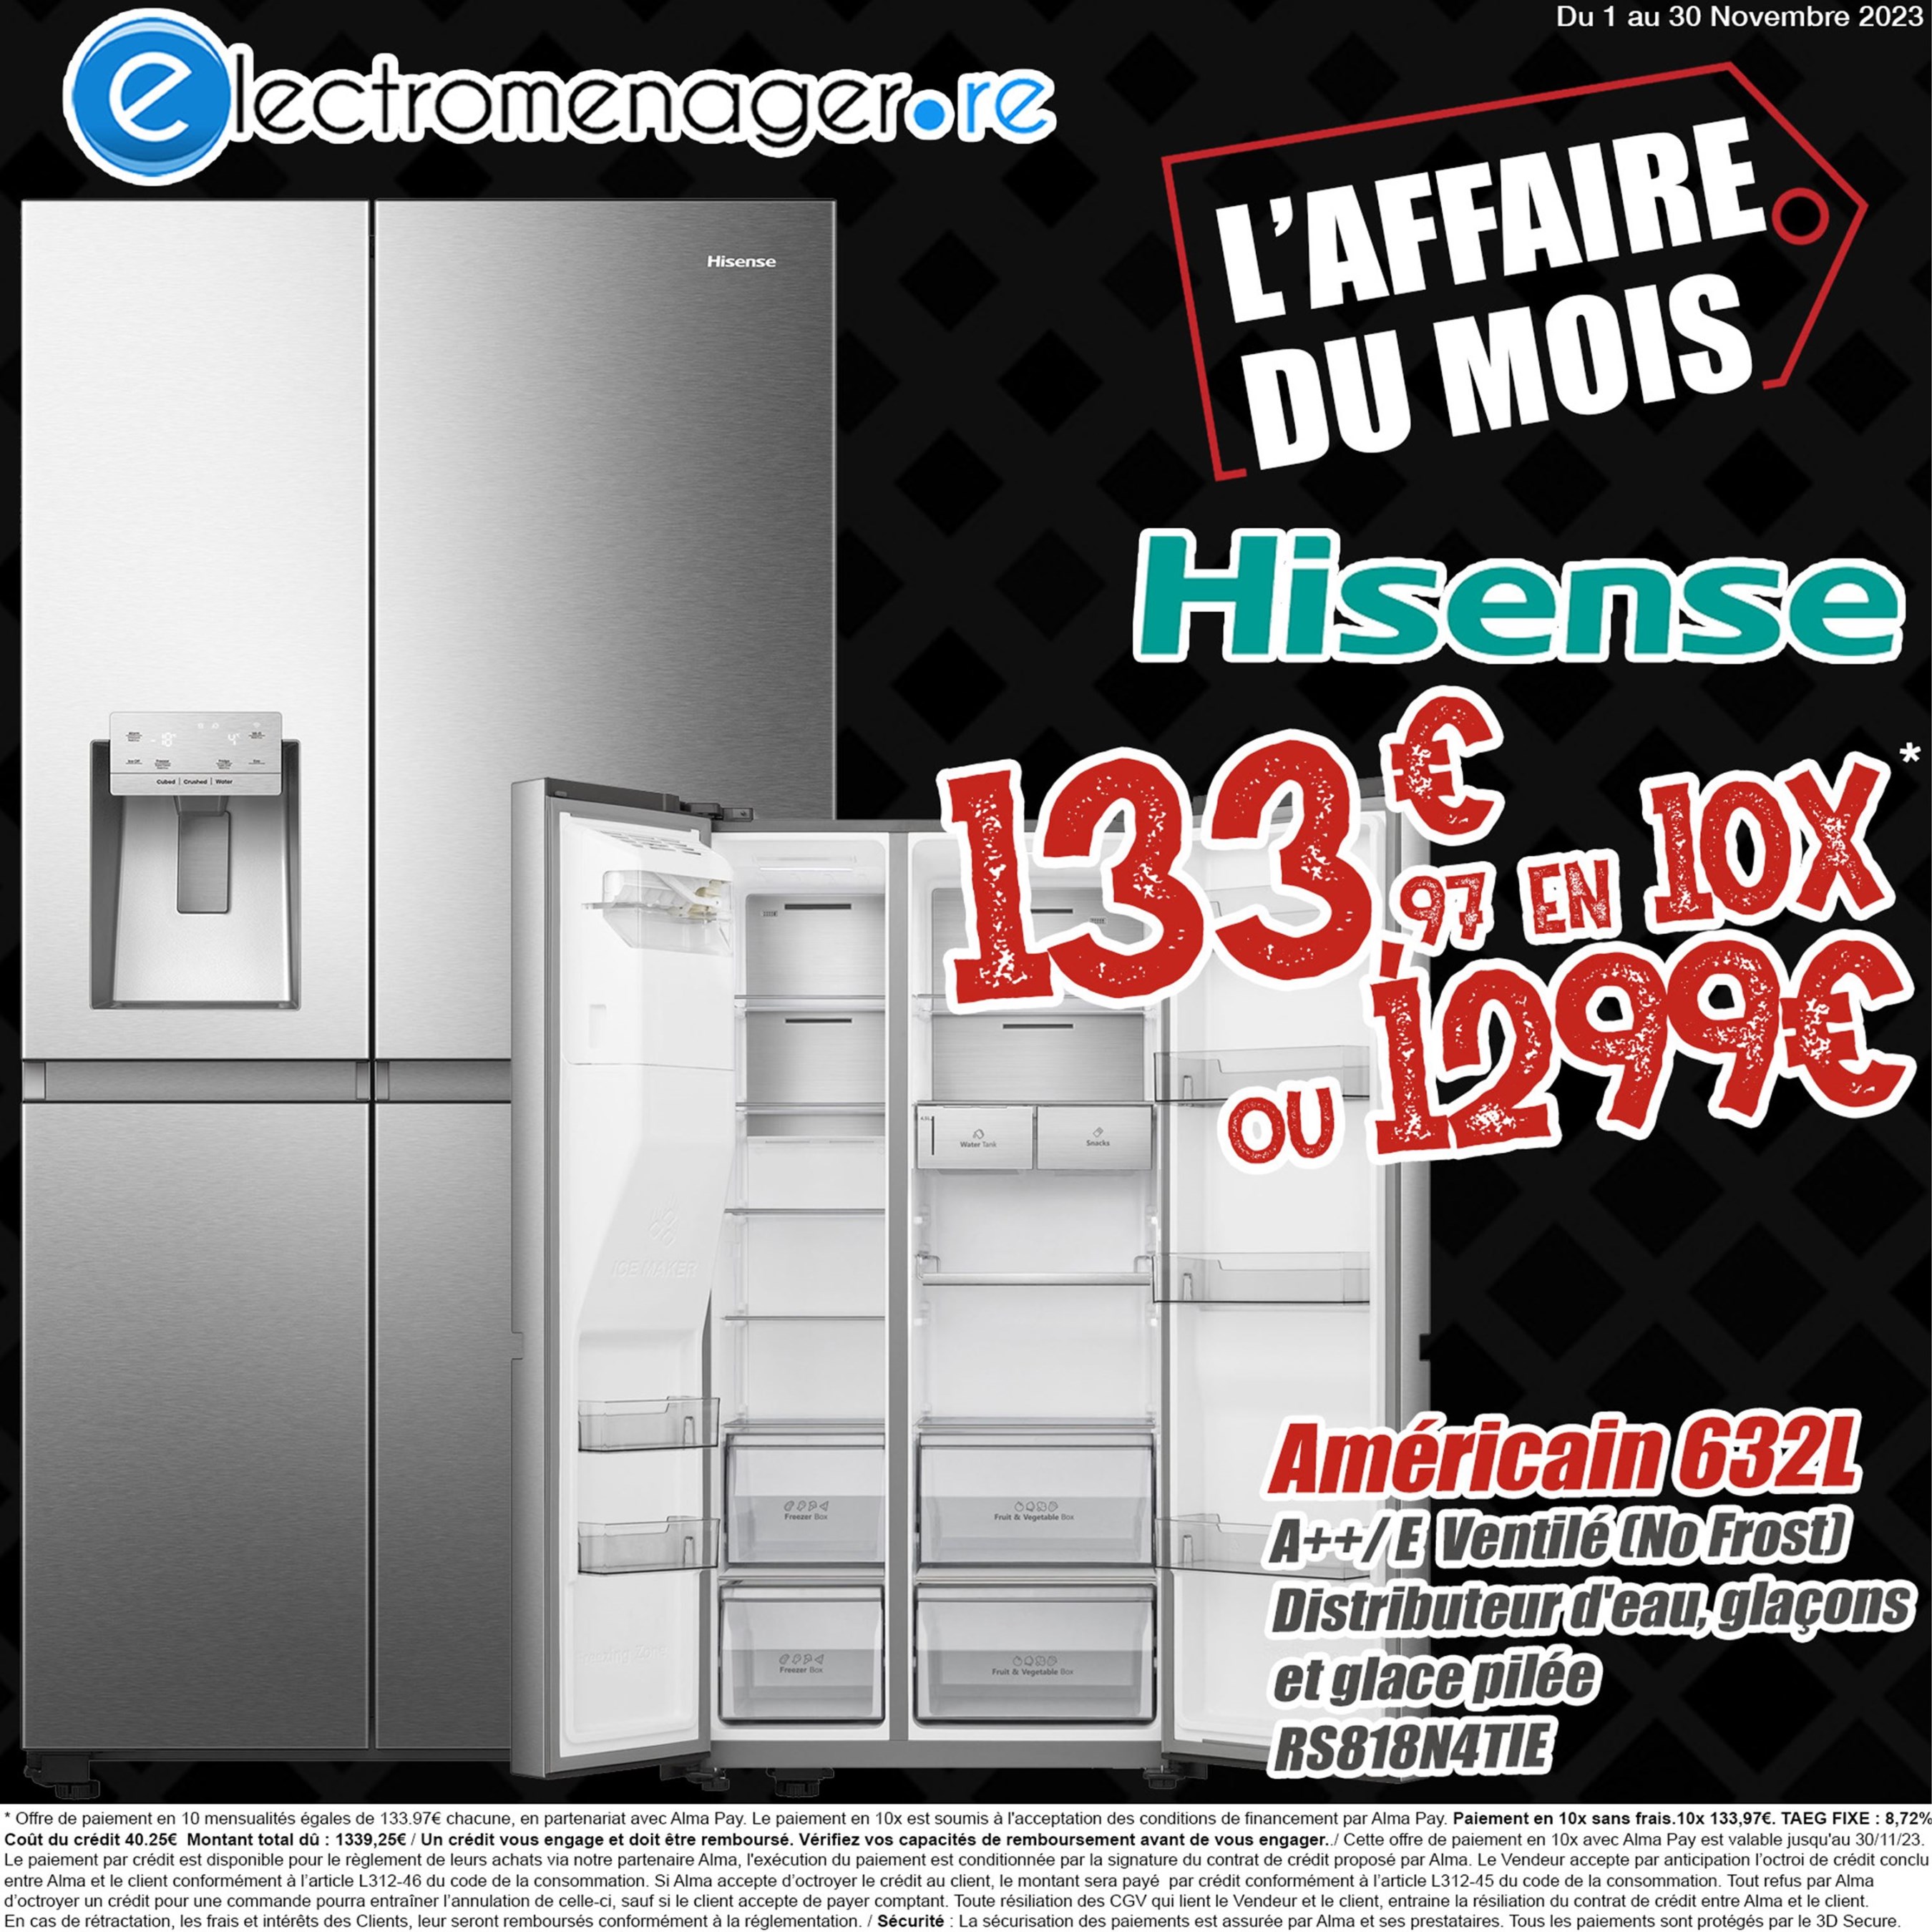 Du 1 au 30 Novembre 2023
electromenager.re
L'AFFAIRE
DU MOIS
Hisense
Hisense
133€97 EN 10X*
OU 1299€
-18° 4°
Cubed | Crushed | Water
Water Tank
Snacks
ICE MAKER
Freezer Box
Fruit & Vegetable Box
Freezer Box
Fruit & Vegetable Box
Américain 632L
A++/E Ventilé (No Frost)
Distributeur d'eau, glaçons
et glace pilée
RS818N4TIE
* Offre de paiement en 10 mensualités égales de 133.97€ chacune, en partenariat avec Alma Pay. Le paiement en 10x est soumis à l'acceptation des conditions de financement par Alma Pay. Paiement en 10x sans frais.10x 133,97€. TAEG FIXE : 8,72%
Coût du crédit 40.25€ Montant total dû : 1339,25€ / Un crédit vous engage et doit être remboursé. Vérifiez vos capacités de remboursement avant de vous engager../ Cette offre de paiement en 10x avec Alma Pay est valable jusqu'au 30/11/23.
Le paiement par crédit est disponible pour le règlement de leurs achats via notre partenaire Alma, l'exécution du paiement est conditionnée par la signature du contrat de crédit proposé par Alma. Le Vendeur accepte par anticipation l'octroi de crédit conclu
entre Alma et le client conformément à l'article L312-46 du code de la consommation. Si Alma accepte d'octroyer le crédit au client, le montant sera payé par crédit conformément à l'article L312-45 du code de la consommation. Tout refus par Alma
d'octroyer un crédit pour une commande pourra entraîner l'annulation de celle-ci, sauf si le client accepte de payer comptant. Toute résiliation des CGV qui lient le Vendeur et le client, entraine la résiliation du contrat de crédit entre Alma et le client.
En cas de rétractation, les frais et intérêts des Clients, leur seront remboursés conformément à la réglementation. / Sécurité : La sécurisation des paiements est assurée par Alma et ses prestataires. Tous les paiements sont protégés par le 3D Secure.